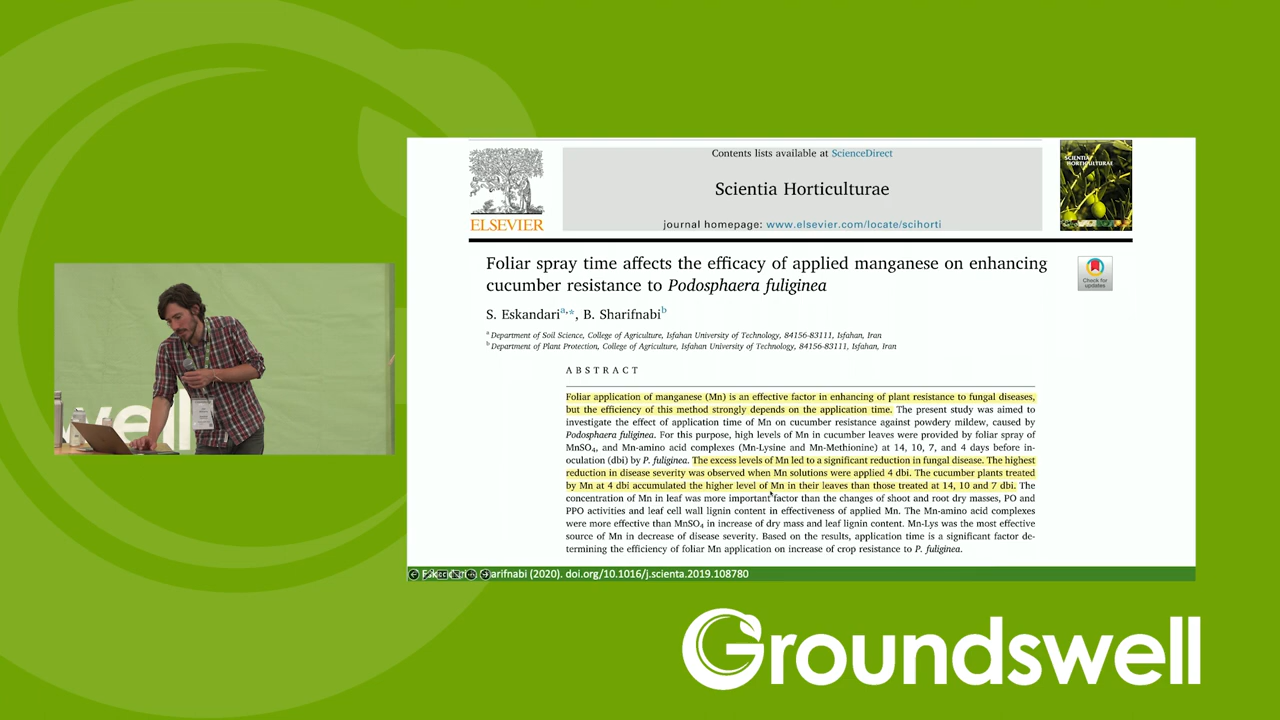 Contents lists available at ScienceDirect
Scientia Horticulturae
journal homepage: www.elsevier.com/locate/scihorti
ELSEVIER
SCIENTIA
HORTICULTURAE
Foliar spray time affects the efficacy of applied manganese on enhancing
cucumber resistance to Podosphaera fuliginea
Check for
updates
S. Eskandariᵃ,*, B. Sharifnabiᵇ
ᵃ Department of Soil Science, College of Agriculture, Isfahan University of Technology, 84156-83111, Isfahan, Iran
ᵇ Department of Plant Protection, College of Agriculture, Isfahan University of Technology, 84156-83111, Isfahan, Iran
ABSTRACT
Foliar application of manganese (Mn) is an effective factor in enhancing of plant resistance to fungal diseases,
but the efficiency of this method strongly depends on the application time. The present study was aimed to
investigate the effect of application time of Mn on cucumber resistance against powdery mildew, caused by
Podosphaera fuliginea. For this purpose, high levels of Mn in cucumber leaves were provided by foliar spray of
MnSO₄, and Mn-amino acid complexes (Mn-Lysine and Mn-Methionine) at 14, 10, 7, and 4 days before in-
oculation (dbi) by P. fuliginea. The excess levels of Mn led to a significant reduction in fungal disease. The highest
reduction in disease severity was observed when Mn solutions were applied 4 dbi. The cucumber plants treated
by Mn at 4 dbi accumulated the higher level of Mn in their leaves than those treated at 14, 10 and 7 dbi. The
concentration of Mn in leaf was more important factor than the changes of shoot and root dry masses, PO and
PPO activities and leaf cell wall lignin content in effectiveness of applied Mn. The Mn-amino acid complexes
were more effective than MnSO₄ in increase of dry mass and leaf lignin content. Mn-Lys was the most effective
source of Mn in decrease of disease severity. Based on the results, application time is a significant factor de-
termining the efficiency of foliar Mn application on increase of crop resistance to P. fuliginea.
well
Sharifnabi (2020). doi.org/10.1016/j.scienta.2019.108780
Groundswell